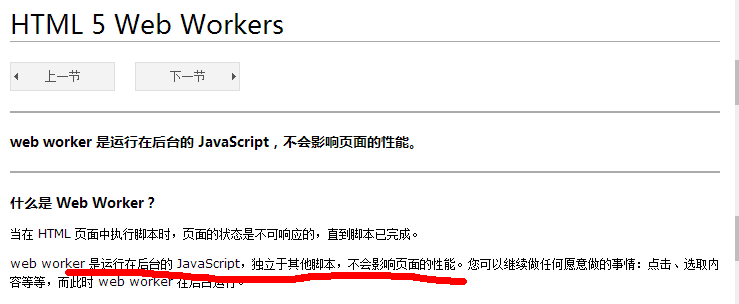 HTML 5 Web Workers
上一节 下一节
web worker 是运行在后台的 JavaScript，不会影响页面的性能。
什么是 Web Worker？
当在 HTML 页面中执行脚本时，页面的状态是不可响应的，直到脚本已完成。
web worker 是运行在后台的 JavaScript，独立于其他脚本，不会影响页面的性能。您可以继续做任何愿意做的事情：点击、选取内
容等等，而此时 web worker 在后台运行。